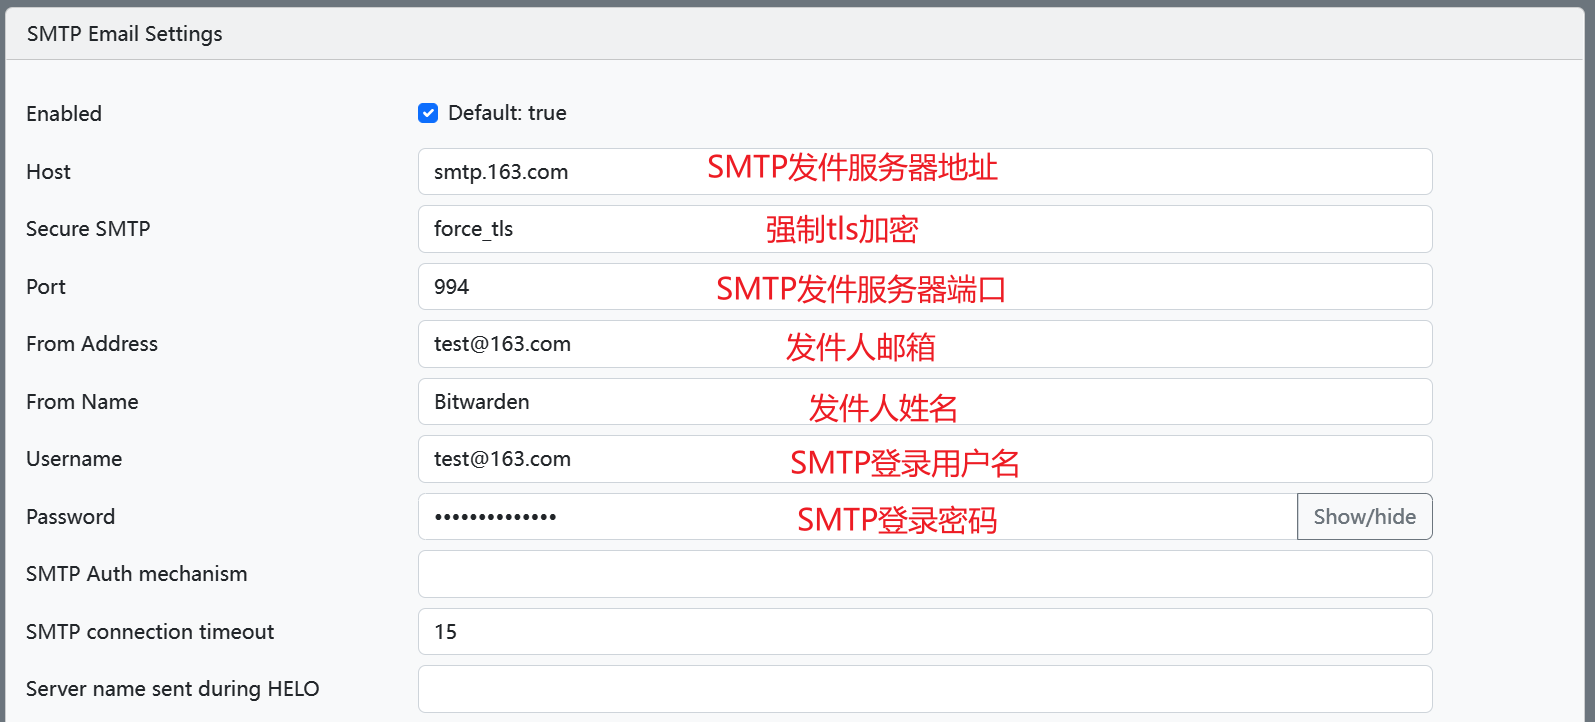 SMTP Email Settings
Enabled Default: true
Host smtp.163.com SMTP发件服务器地址
Secure SMTP force_tls 强制tls加密
Port 994 SMTP发件服务器端口
From Address test@163.com 发件人邮箱
From Name Bitwarden 发件人姓名
Username test@163.com SMTP登录用户名
Password •••••••••••••• SMTP登录密码 Show/hide
SMTP Auth mechanism
SMTP connection timeout 15
Server name sent during HELO